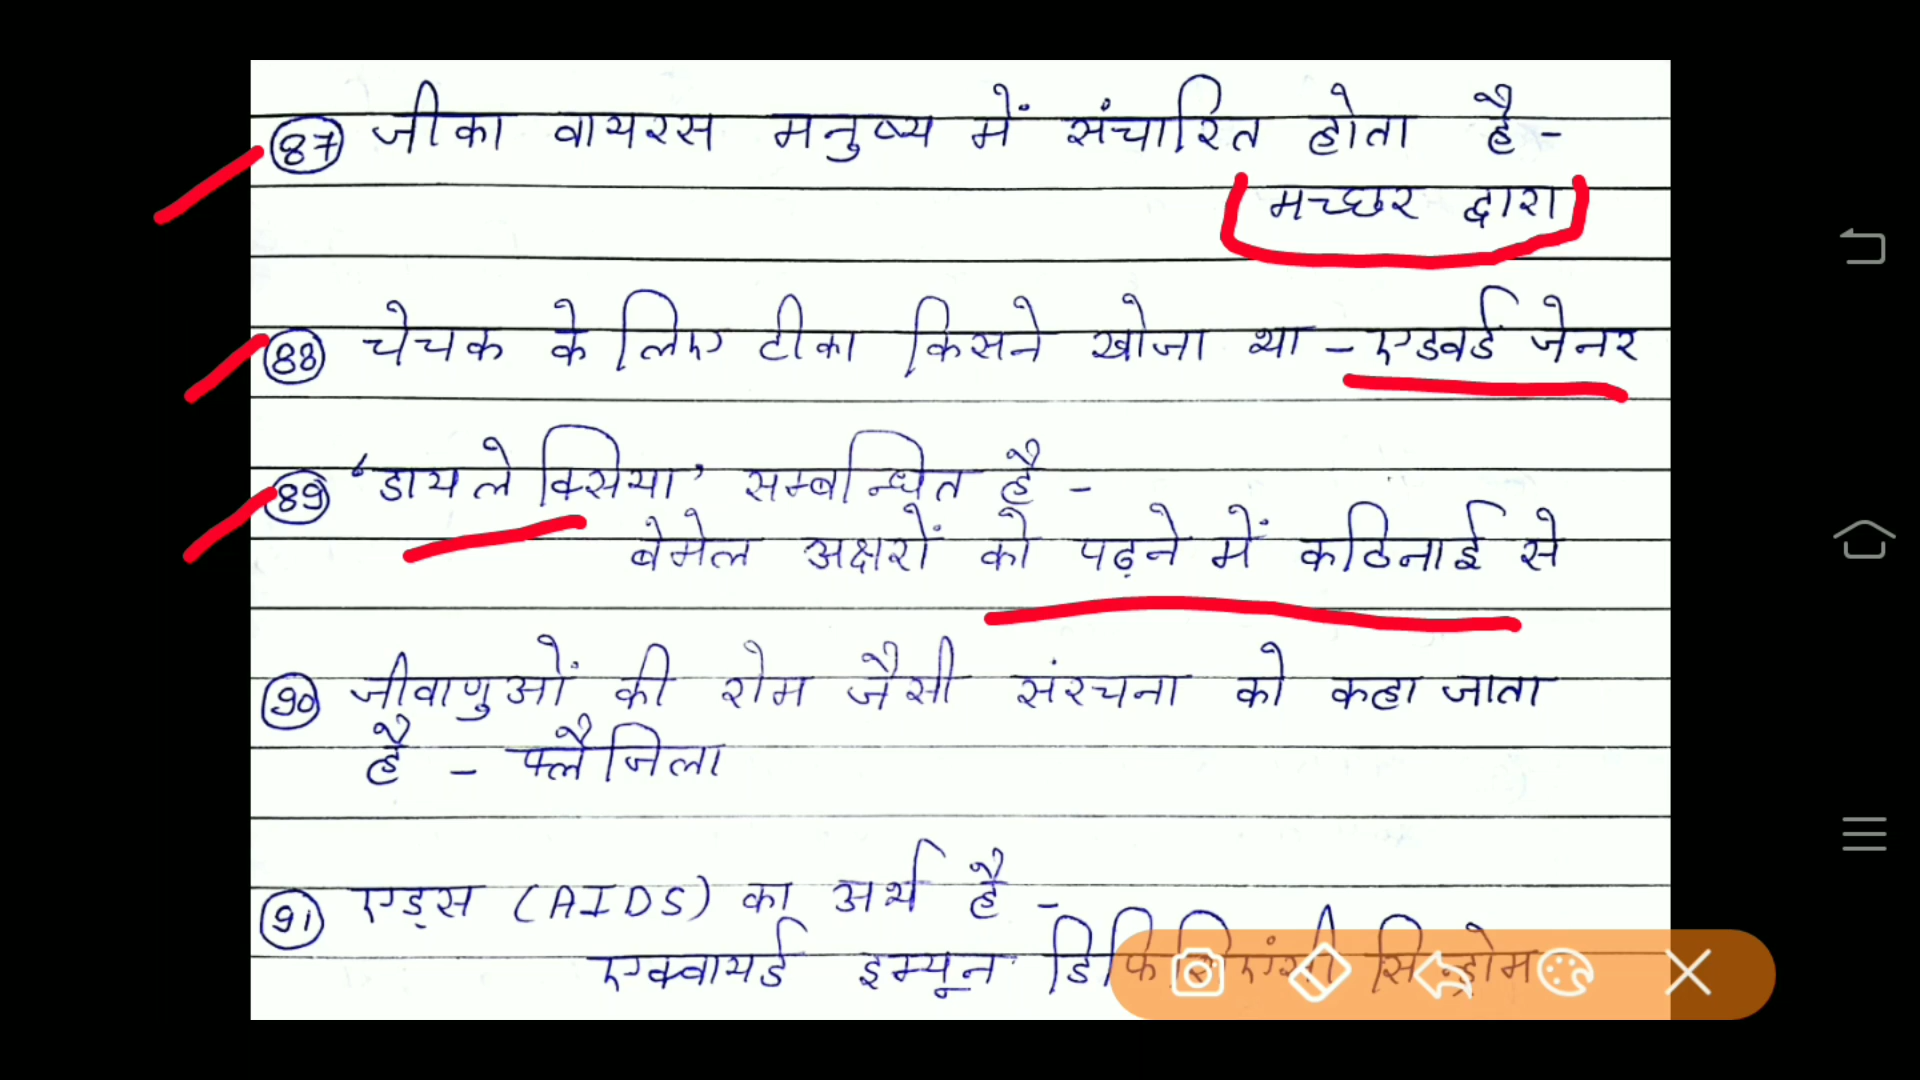 87 जीका वायरस मनुष्य में संचारित होता है -
मच्छर द्वारा
88 चेचक के लिए टीका किसने खोजा था - एडवर्ड जेनर
89 ‘डायलेक्सिया’ सम्बन्धित है -
बेमेल अक्षरों को पढ़ने में कठिनाई से
90 जीवाणुओं की रोम जैसी संरचना को कहा जाता
है - फ्लैजिला
91 एड्स (AIDS) का अर्थ है -
एक्वायर्ड इम्यून डिफिसिएंसी सिन्ड्रोम